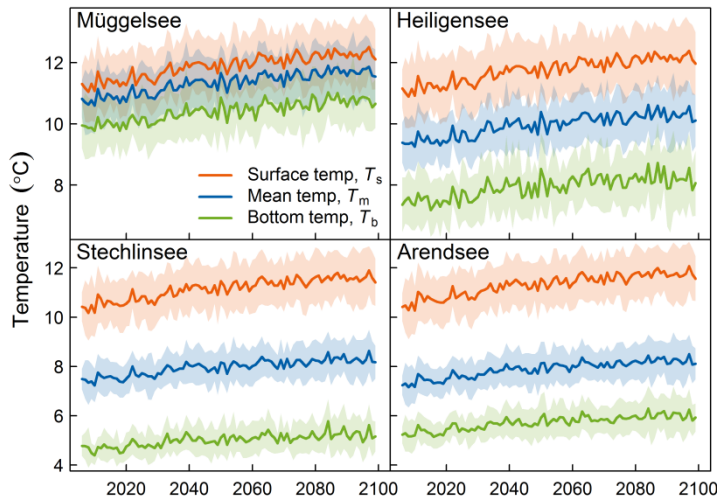 Müggelsee
Heiligensee
12
10
8
Surface temp, Ts
Mean temp, Tm
Bottom temp, Tb
Temperature (°C)
Stechlinsee
Arendsee
12
10
8
6
4
2020 2040 2060 2080 2100
2020 2040 2060 2080 2100